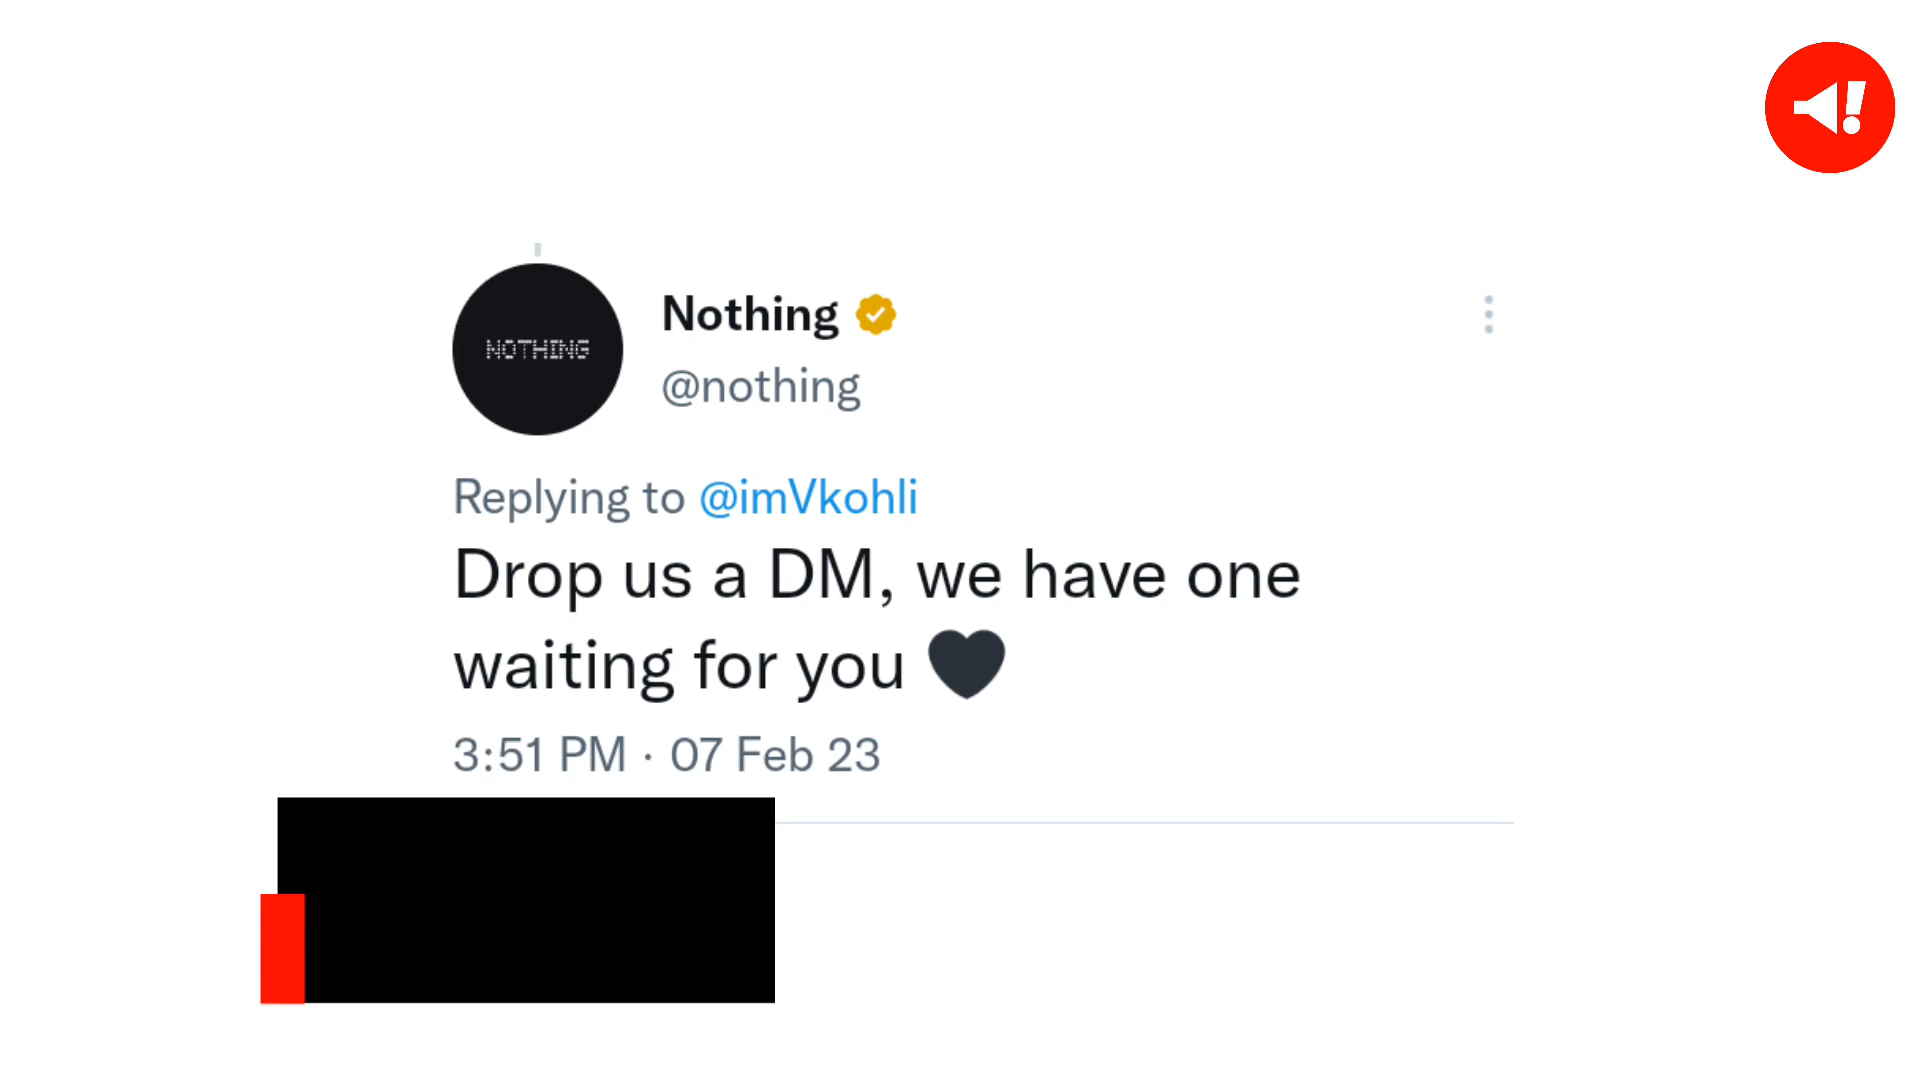 NOTHING
Nothing
@nothing
Replying to @imVkohli
Drop us a DM, we have one
waiting for you 🖤
3:51 PM · 07 Feb 23